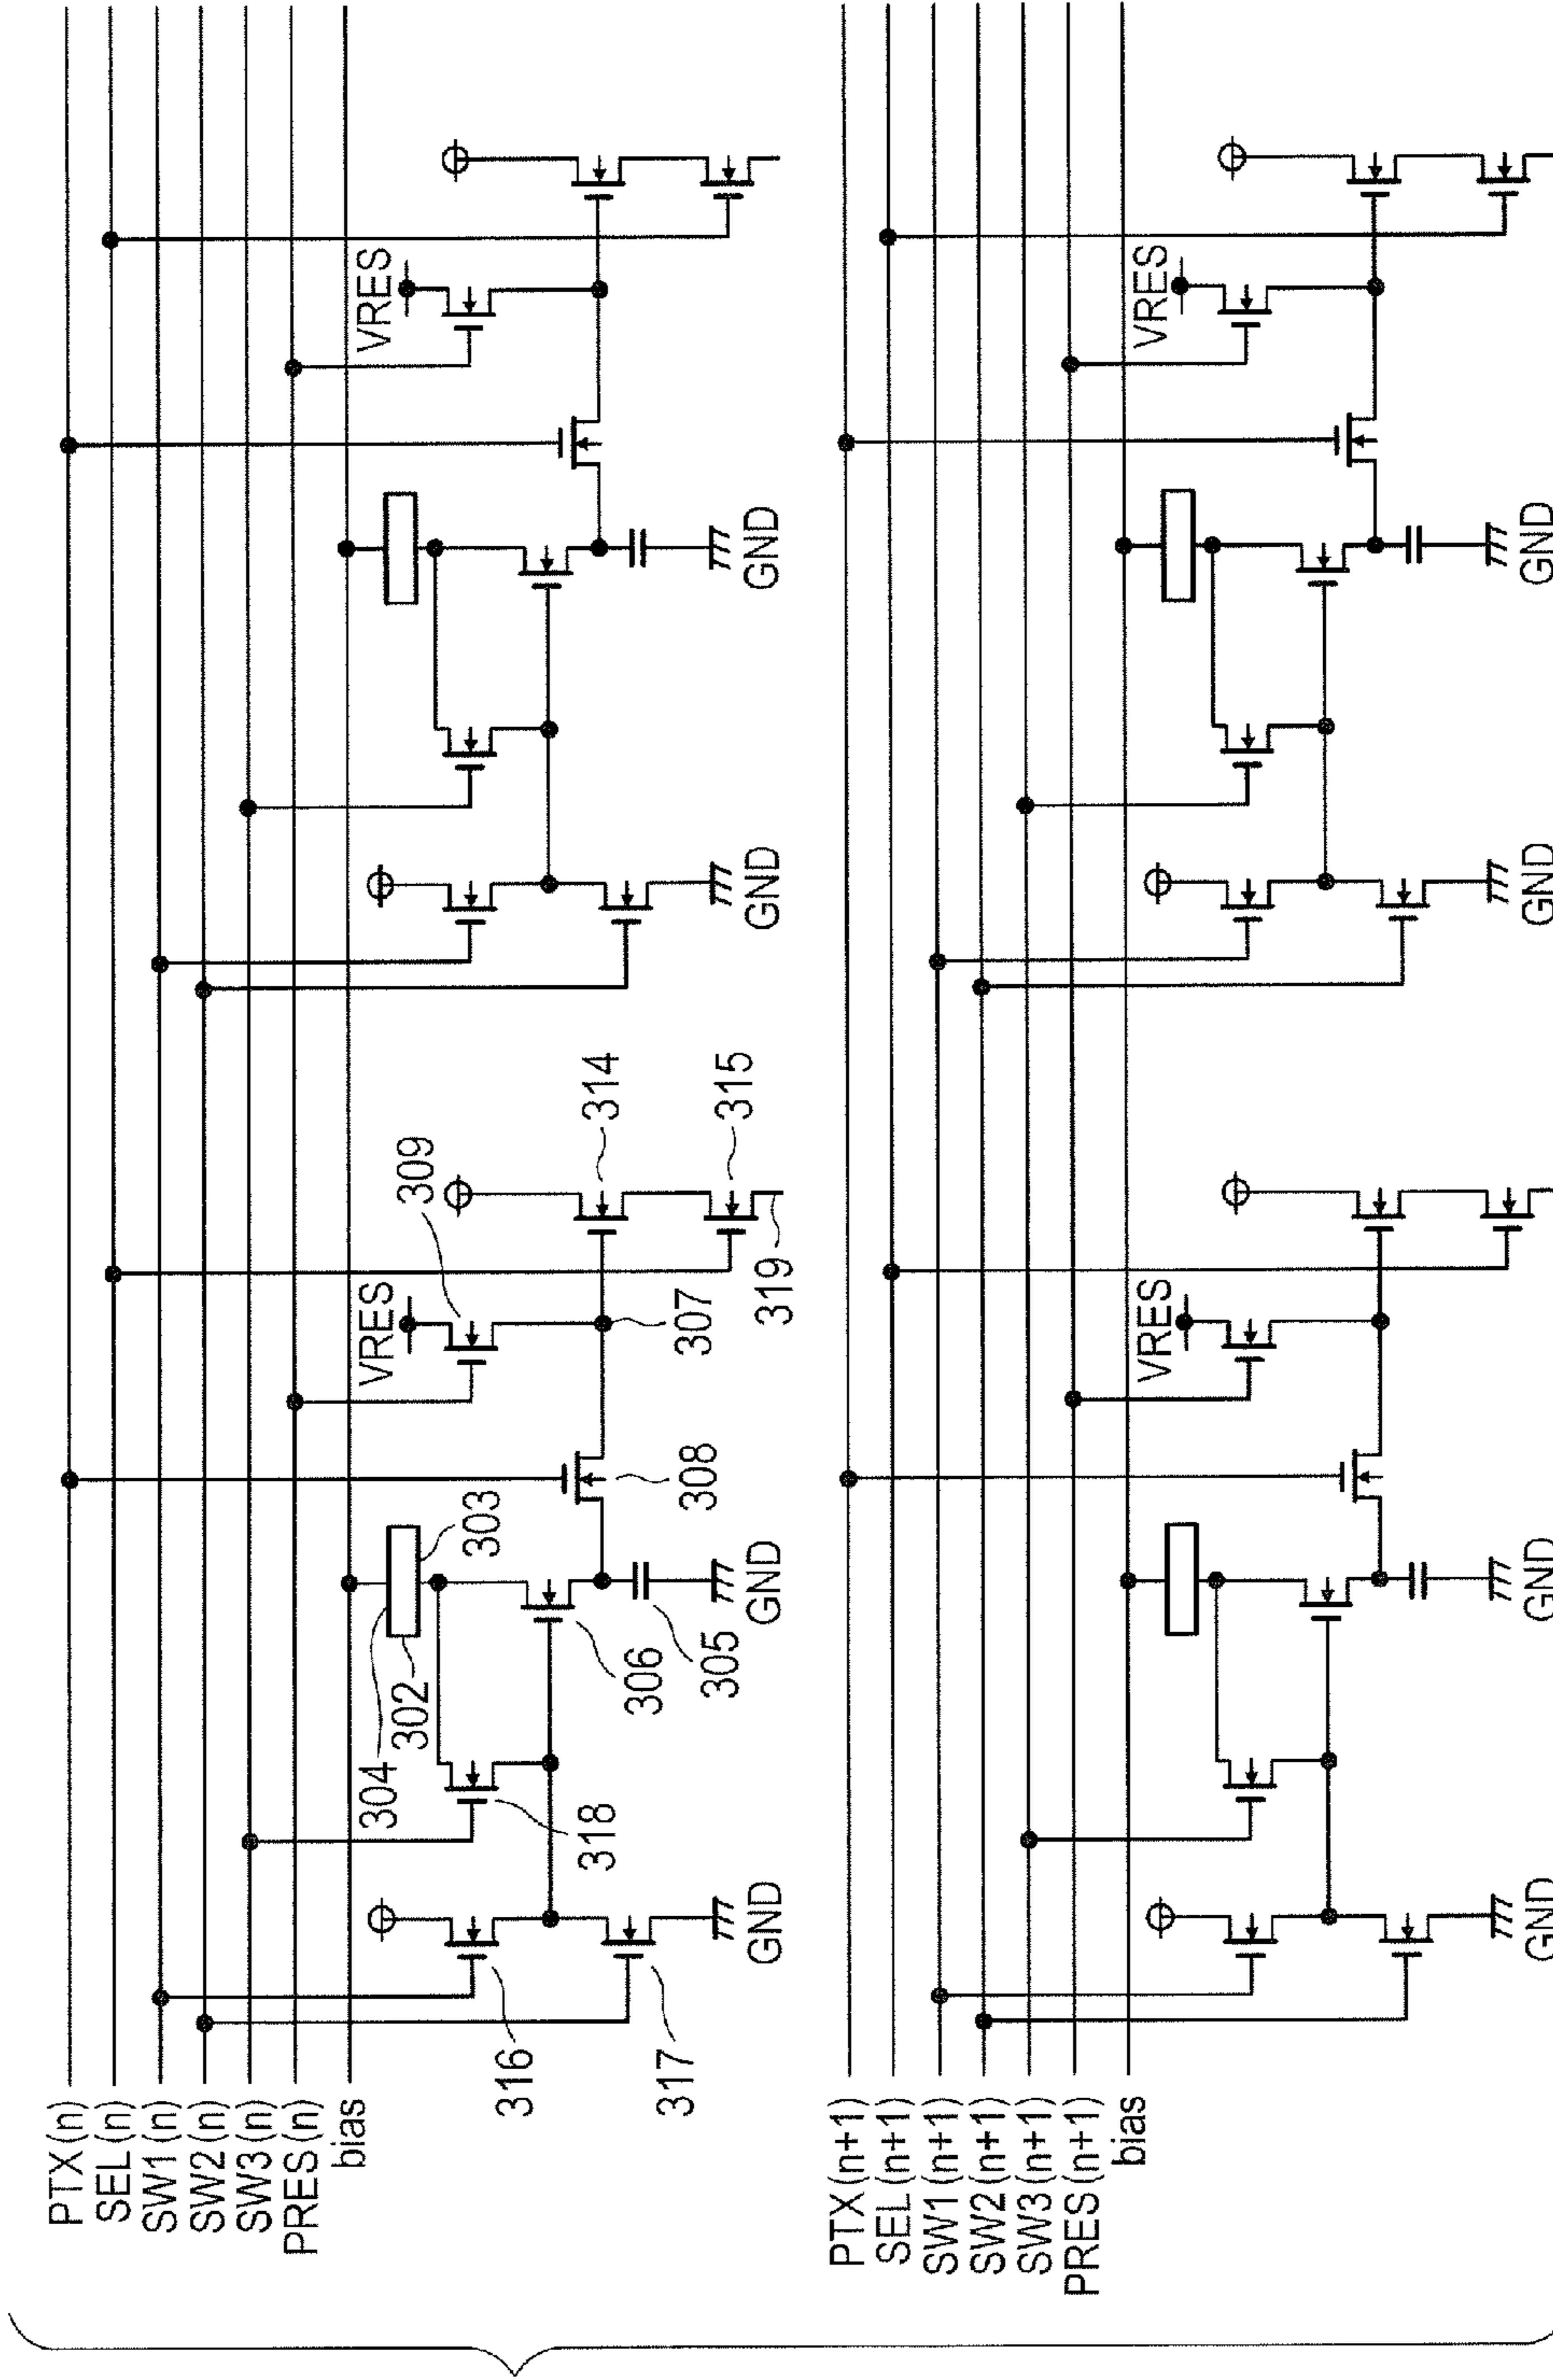 PTX(n)
SEL(n)
SW1(n)
SW2(n)
SW3(n)
PRES(n)
bias
316
317
GND
318
304
302
303
306
305
GND
308
VRES
309
307
314
315
319
GND
GND
VRES
PTX(n+1)
SEL(n+1)
SW1(n+1)
SW2(n+1)
SW3(n+1)
PRES(n+1)
bias
GND
GND
VRES
GND
GND
VRES